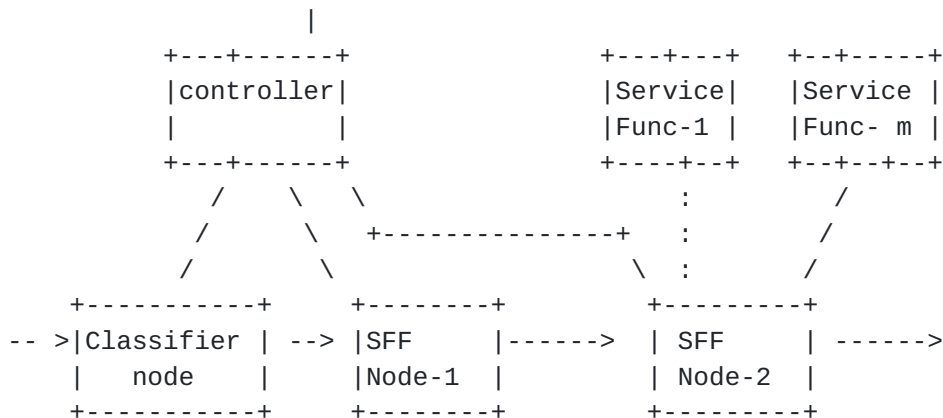 |
+---+------+                 +---+---+   +--+-----+
|controller|                 |Service|   |Service |
|          |                 |Func-1 |   |Func- m |
+---+------+                 +----+--+   +--+--+--+
/    \   \                     :          /
/      \    +---------------+   :         /
/        \                    \  :        /
+-----------+     +--------+         +---------+
-- >|Classifier | --> |SFF     |------>  | SFF     | ------>
|   node    |     |Node-1  |         | Node-2  |
+-----------+     +--------+         +---------+